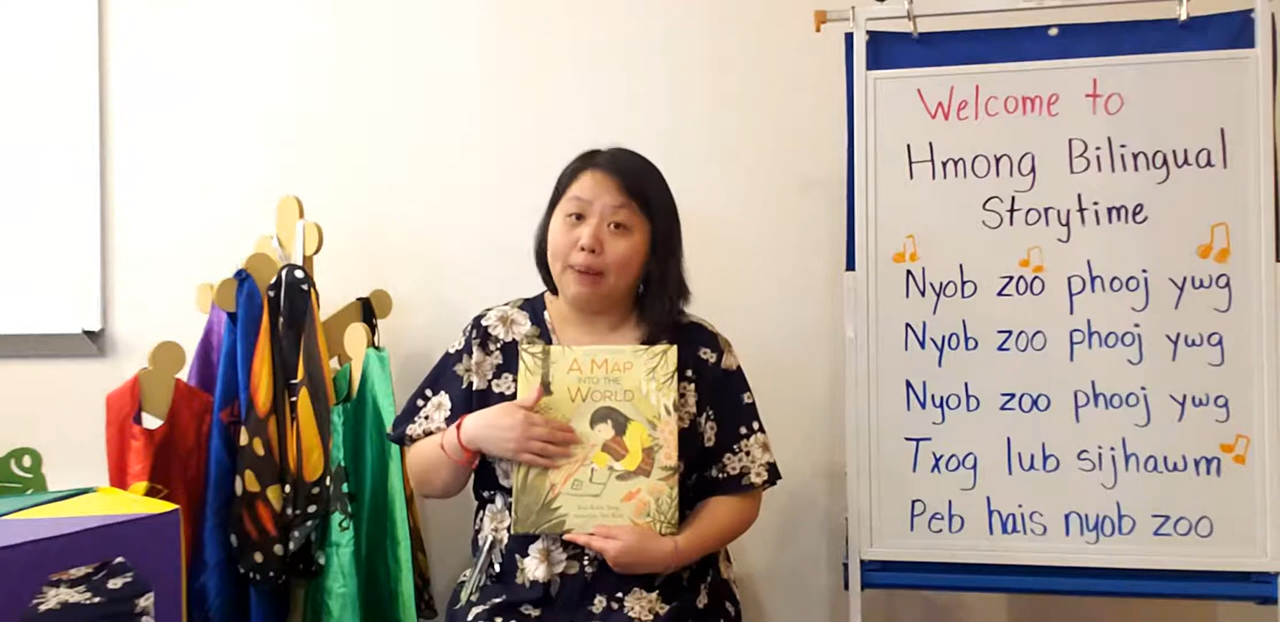 A MAP
INTO THE
WORLD
Welcome to
Hmong Bilingual
Storytime
Nyob zoo phooj ywg
Nyob zoo phooj ywg
Nyob zoo phooj ywg
Txog lub sijhawm
Peb hais nyob zoo